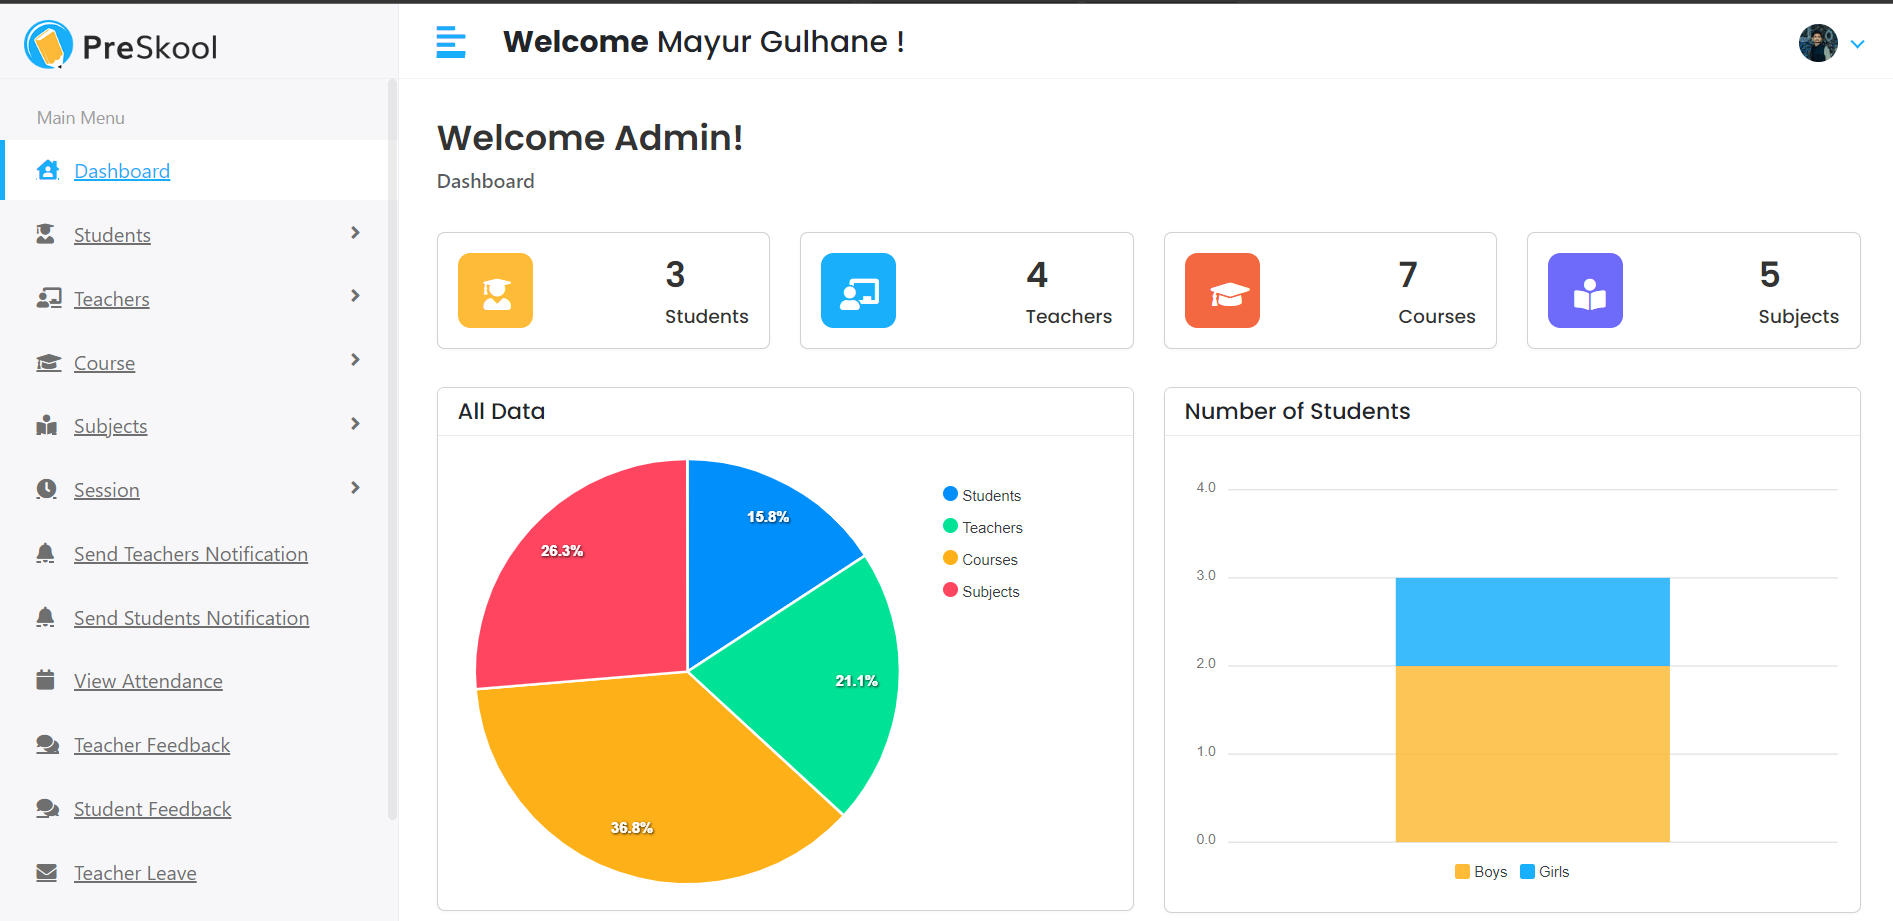 PreSkool
Welcome Mayur Gulhane !
Main Menu
Dashboard
Students
Teachers
Course
Subjects
Session
Send Teachers Notification
Send Students Notification
View Attendance
Teacher Feedback
Student Feedback
Teacher Leave
Welcome Admin!
Dashboard
3
Students
4
Teachers
7
Courses
5
Subjects
All Data
15.8%
26.3%
21.1%
36.8%
Students
Teachers
Courses
Subjects
Number of Students
4.0
3.0
2.0
1.0
0.0
Boys Girls